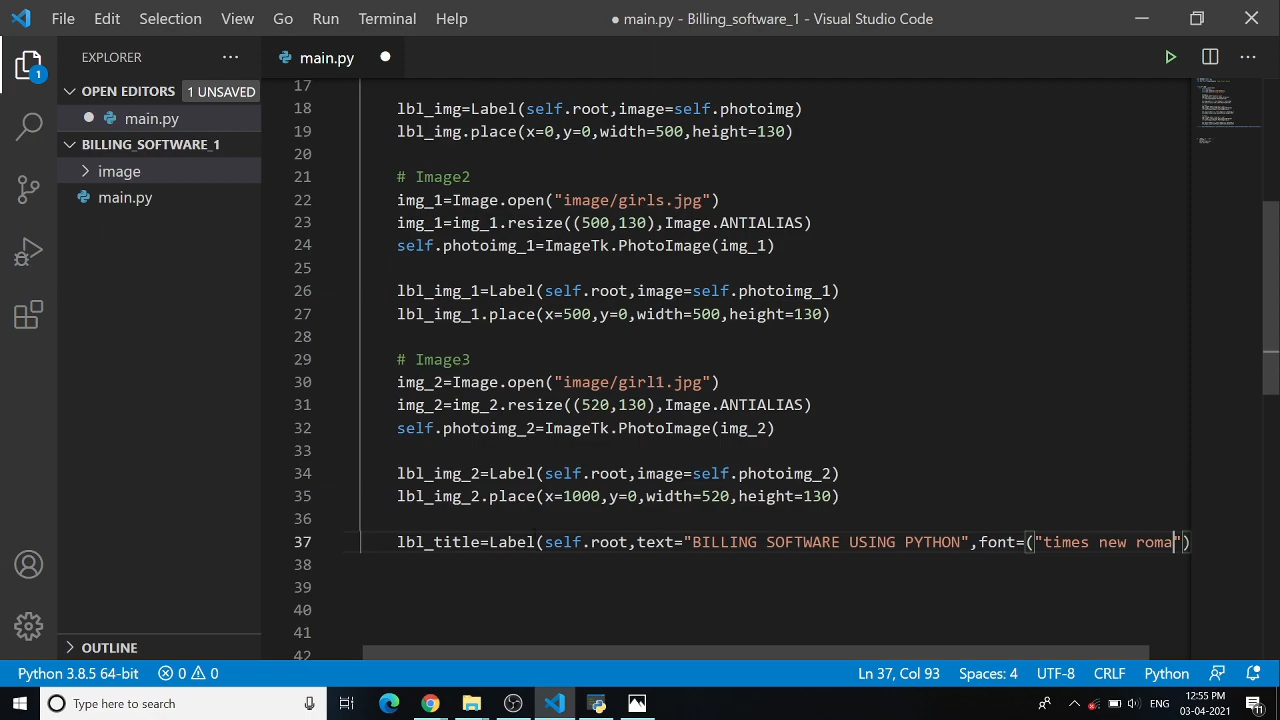 File Edit Selection View Go Run Terminal Help ● main.py - Billing_software_1 - Visual Studio Code
EXPLORER ··· main.py ●
OPEN EDITORS 1 UNSAVED
● main.py
BILLING_SOFTWARE_1
image
main.py
OUTLINE
1
17
18 lbl_img=Label(self.root,image=self.photoimg)
19 lbl_img.place(x=0,y=0,width=500,height=130)
20
21 # Image2
22 img_1=Image.open("image/girls.jpg")
23 img_1=img_1.resize((500,130),Image.ANTIALIAS)
24 self.photoimg_1=ImageTk.PhotoImage(img_1)
25
26 lbl_img_1=Label(self.root,image=self.photoimg_1)
27 lbl_img_1.place(x=500,y=0,width=500,height=130)
28
29 # Image3
30 img_2=Image.open("image/girl1.jpg")
31 img_2=img_2.resize((520,130),Image.ANTIALIAS)
32 self.photoimg_2=ImageTk.PhotoImage(img_2)
33
34 lbl_img_2=Label(self.root,image=self.photoimg_2)
35 lbl_img_2.place(x=1000,y=0,width=520,height=130)
36
37 lbl_title=Label(self.root,text="BILLING SOFTWARE USING PYTHON",font=("times new roma")
38
39
40
41
42
Python 3.8.5 64-bit 0 0 Ln 37, Col 93 Spaces: 4 UTF-8 CRLF Python
Type here to search ENG 12:55 PM
03-04-2021 11